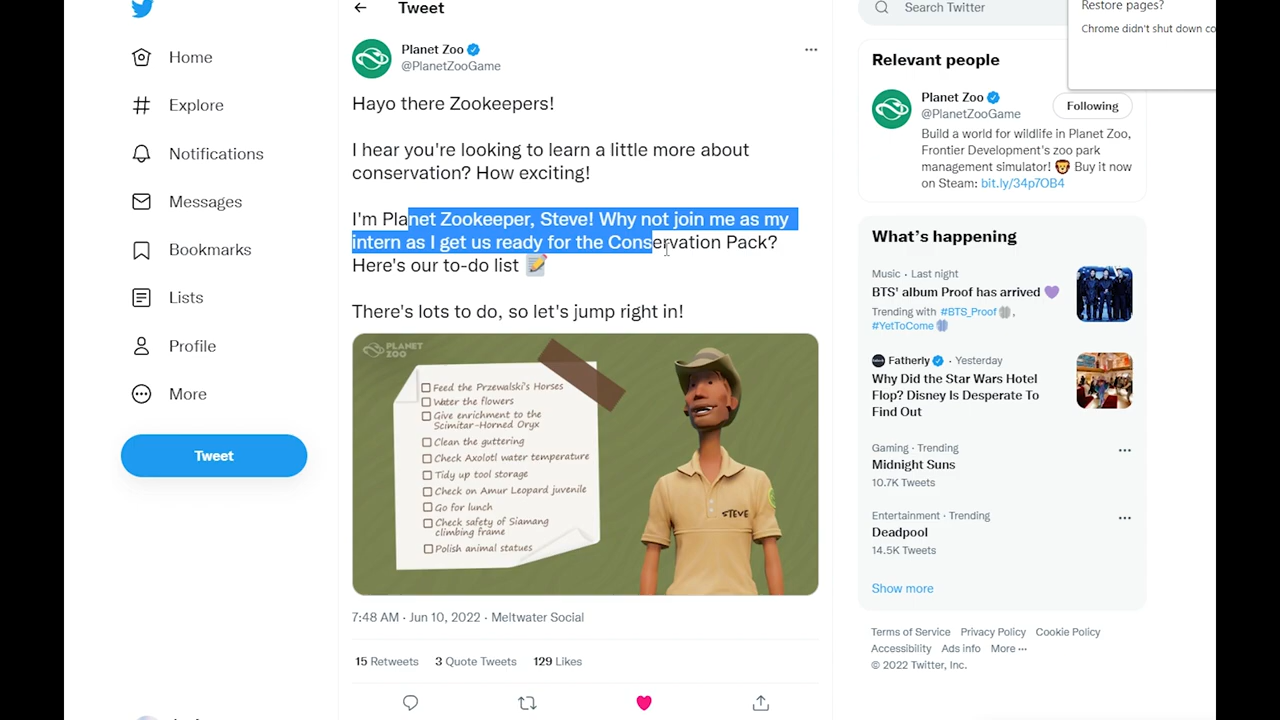 Home
Explore
Notifications
Messages
Bookmarks
Lists
Profile
More
Tweet
Tweet
Planet Zoo
@PlanetZooGame
Hayo there Zookeepers!
I hear you're looking to learn a little more about
conservation? How exciting!
I'm Planet Zookeeper, Steve! Why not join me as my
intern as I get us ready for the Conservation Pack?
Here's our to-do list
There's lots to do, so let's jump right in!
PLANET
ZOO
Feed the Przewalski's Horses
Water the flowers
Give enrichment to the
Scimitar-Horned Oryx
Clean the guttering
Check Axolotl water temperature
Tidy up tool storage
Check on Amur Leopard juvenile
Go for lunch
Check safety of Siamang
climbing frame
Polish animal statues
STEVE
7:48 AM · Jun 10, 2022 · Meltwater Social
15 Retweets 3 Quote Tweets 129 Likes
Search Twitter
Restore pages?
Chrome didn't shut down co
Relevant people
Planet Zoo
@PlanetZooGame
Following
Build a world for wildlife in Planet Zoo,
Frontier Development's zoo park
management simulator! Buy it now
on Steam: bit.ly/34p7OB4
What's happening
Music · Last night
BTS' album Proof has arrived
Trending with #BTS_Proof,
#YetToCome
Fatherly · Yesterday
Why Did the Star Wars Hotel
Flop? Disney Is Desperate To
Find Out
Gaming · Trending
Midnight Suns
10.7K Tweets
Entertainment · Trending
Deadpool
14.5K Tweets
Show more
Terms of Service Privacy Policy Cookie Policy
Accessibility Ads info More ···
© 2022 Twitter, Inc.